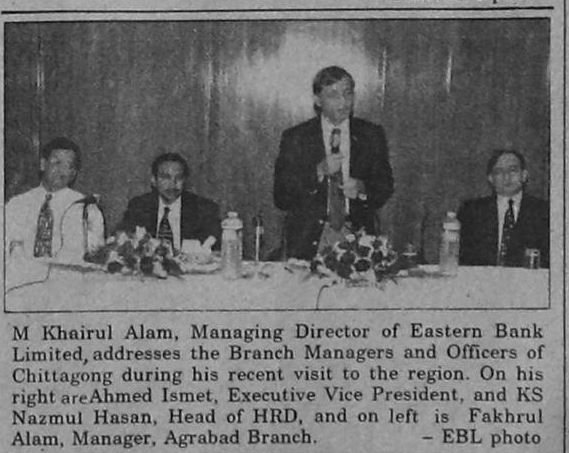 M Khairul Alam, Managing Director of Eastern Bank
Limited, addresses the Branch Managers and Officers of
Chittagong during his recent visit to the region. On his
right are Ahmed Ismet, Executive Vice President, and KS
Nazmul Hasan, Head of HRD, and on left is Fakhrul
Alam, Manager, Agrabad Branch. – EBL photo